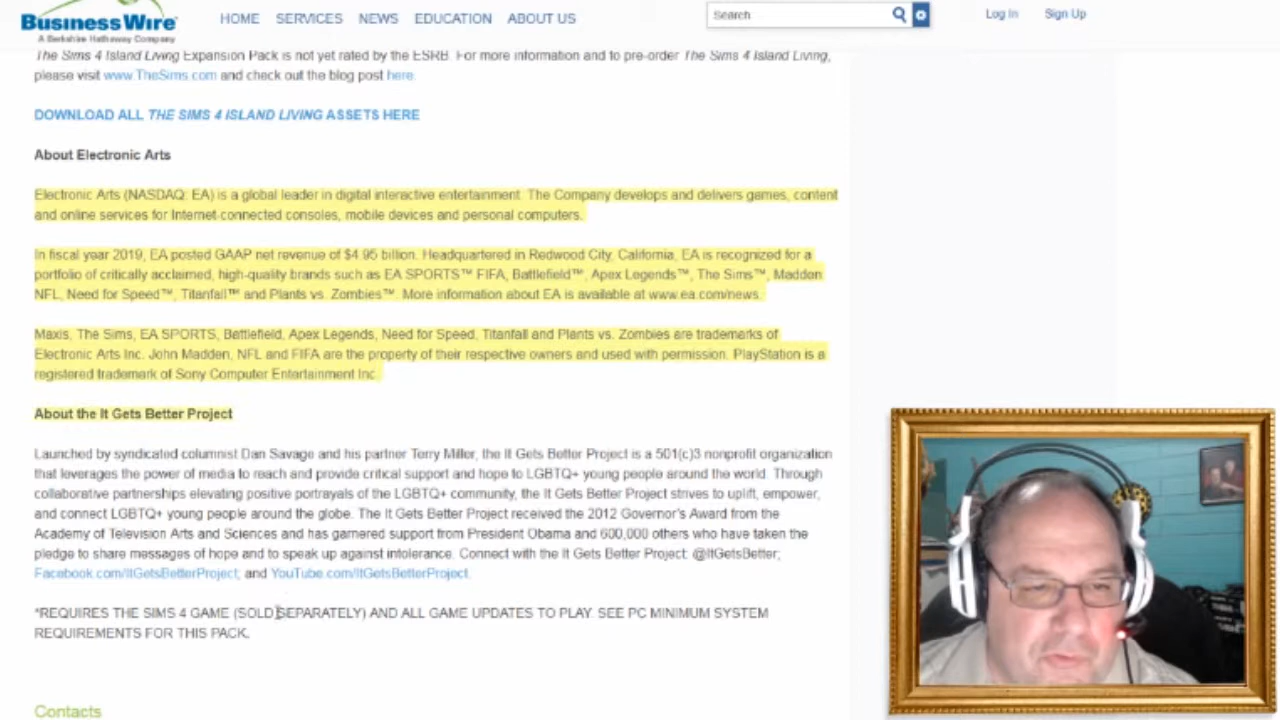 BusinessWire
A Berkshire Hathaway Company
HOME SERVICES NEWS EDUCATION ABOUT US
Search
Log In Sign Up
The Sims 4 Island Living Expansion Pack is not yet rated by the ESRB. For more information and to pre-order The Sims 4 Island Living,
please visit www.TheSims.com and check out the blog post here.
DOWNLOAD ALL THE SIMS 4 ISLAND LIVING ASSETS HERE
About Electronic Arts
Electronic Arts (NASDAQ: EA) is a global leader in digital interactive entertainment. The Company develops and delivers games, content
and online services for Internet-connected consoles, mobile devices and personal computers.
In fiscal year 2019, EA posted GAAP net revenue of $4.95 billion. Headquartered in Redwood City, California, EA is recognized for a
portfolio of critically acclaimed, high-quality brands such as EA SPORTS™ FIFA, Battlefield™, Apex Legends™, The Sims™, Madden
NFL, Need for Speed™, Titanfall™ and Plants vs. Zombies™. More information about EA is available at www.ea.com/news.
Maxis, The Sims, EA SPORTS, Battlefield, Apex Legends, Need for Speed, Titanfall and Plants vs. Zombies are trademarks of
Electronic Arts Inc. John Madden, NFL and FIFA are the property of their respective owners and used with permission. PlayStation is a
registered trademark of Sony Computer Entertainment Inc.
About the It Gets Better Project
Launched by syndicated columnist Dan Savage and his partner Terry Miller, the It Gets Better Project is a 501(c)3 nonprofit organization
that leverages the power of media to reach and provide critical support and hope to LGBTQ+ young people around the world. Through
collaborative partnerships elevating positive portrayals of the LGBTQ+ community, the It Gets Better Project strives to uplift, empower,
and connect LGBTQ+ young people around the globe. The It Gets Better Project received the 2012 Governor's Award from the
Academy of Television Arts and Sciences and has garnered support from President Obama and 600,000 others who have taken the
pledge to share messages of hope and to speak up against intolerance. Connect with the It Gets Better Project: @ItGetsBetter;
Facebook.com/ItGetsBetterProject; and YouTube.com/ItGetsBetterProject.
*REQUIRES THE SIMS 4 GAME (SOLD SEPARATELY) AND ALL GAME UPDATES TO PLAY. SEE PC MINIMUM SYSTEM
REQUIREMENTS FOR THIS PACK.
Contacts